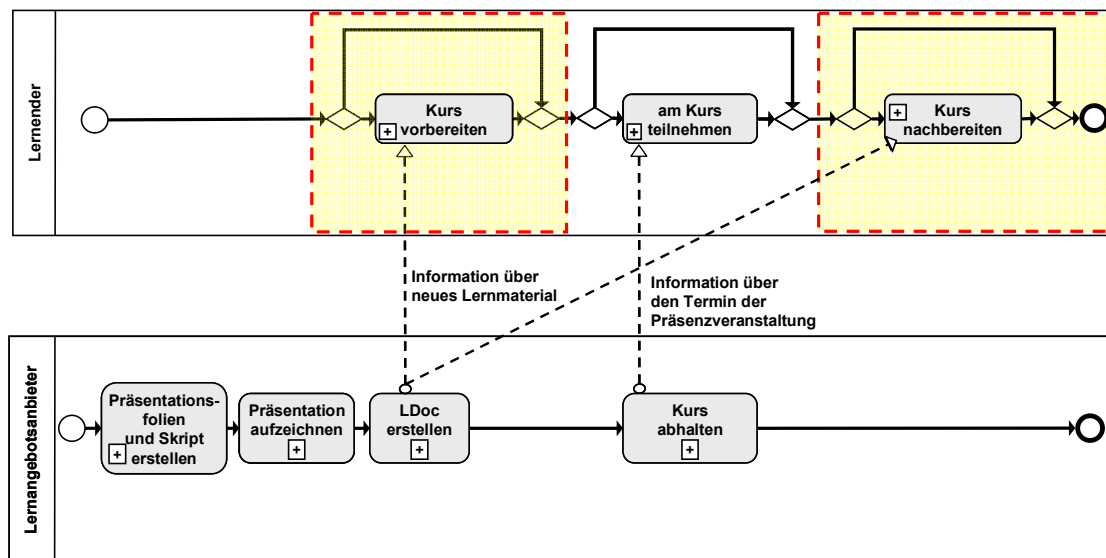 Lernender
Kurs
vorbereiten
+
am Kurs
teilnehmen
+
Kurs
nachbereiten
+
Information über
neues Lernmaterial
Information über
den Termin der
Präsenzveranstaltung
Lernangebotsanbieter
Präsentations-
folien
und Skript
erstellen
+
Präsentation
aufzeichnen
+
LDoc
erstellen
+
Kurs
abhalten
+